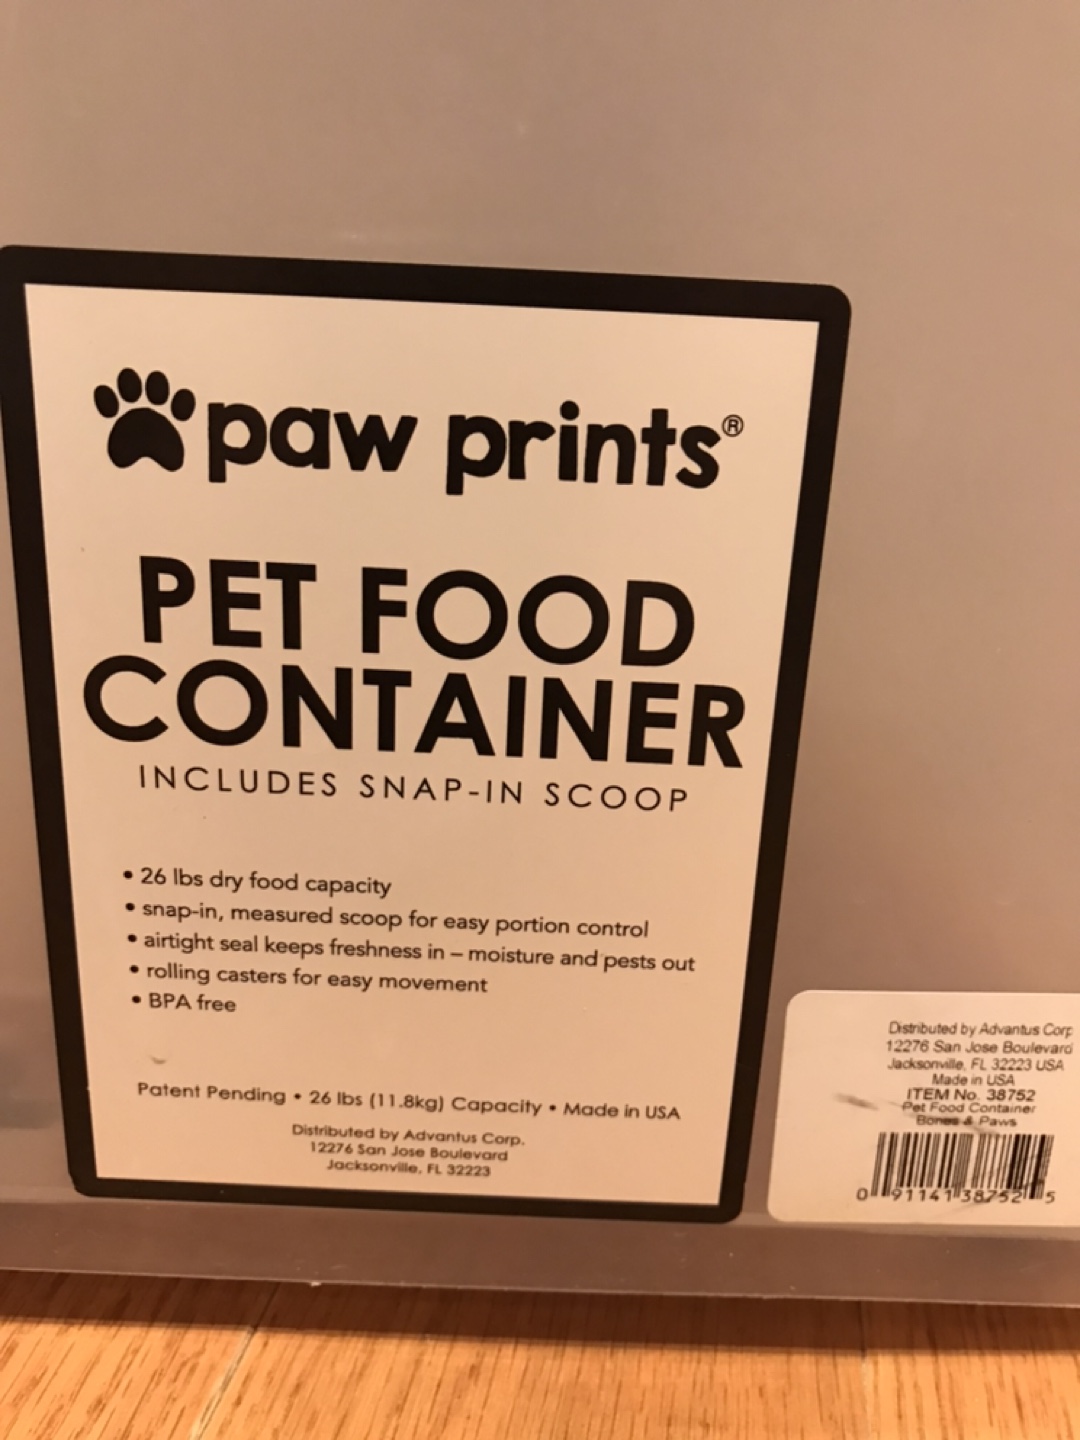 paw prints®
PET FOOD
CONTAINER
INCLUDES SNAP-IN SCOOP
• 26 lbs dry food capacity
• snap-in, measured scoop for easy portion control
• airtight seal keeps freshness in – moisture and pests out
• rolling casters for easy movement
• BPA free
Patent Pending • 26 lbs (11.8kg) Capacity • Made in USA
Distributed by Advantus Corp.
12276 San Jose Boulevard
Jacksonville, FL 32223
Distributed by Advantus Corp
12276 San Jose Boulevard
Jacksonville, FL 32223 USA
Made in USA
ITEM No. 38752
Pet Food Container
Bones & Paws
0 91141 38752 5